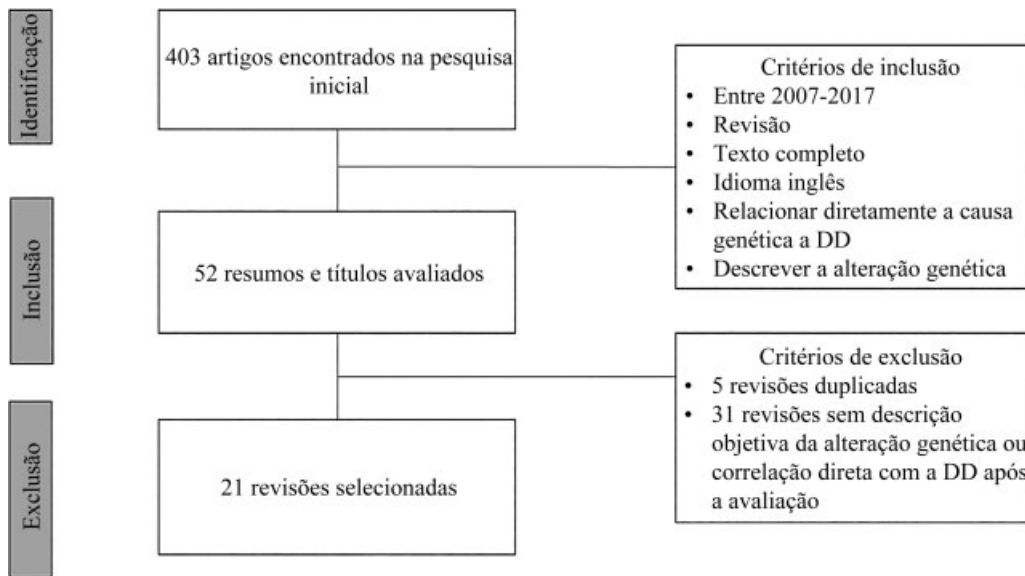 Identificação
403 artigos encontrados na pesquisa
inicial
Critérios de inclusão
• Entre 2007-2017
• Revisão
• Texto completo
• Idioma inglês
• Relacionar diretamente a causa
genética a DD
• Descrever a alteração genética
Inclusão
52 resumos e títulos avaliados
Critérios de exclusão
• 5 revisões duplicadas
• 31 revisões sem descrição
objetiva da alteração genética ou
correlação direta com a DD após
a avaliação
Exclusão
21 revisões selecionadas